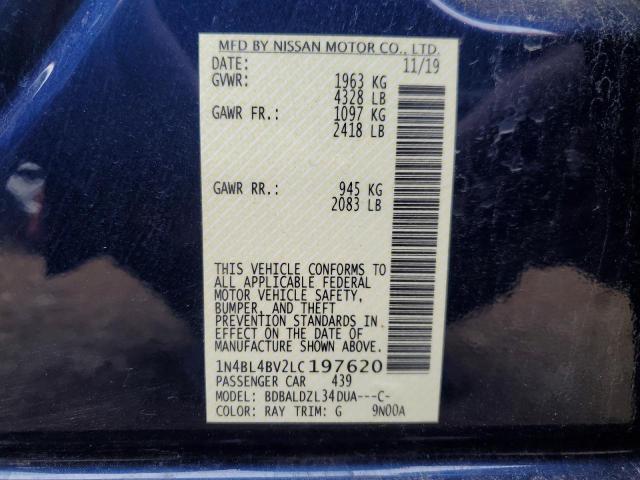 MFD BY NISSAN MOTOR CO., LTD.
DATE: 11/19
GVWR: 1963 KG
4328 LB
GAWR FR.: 1097 KG
2418 LB
GAWR RR.: 945 KG
2083 LB
THIS VEHICLE CONFORMS TO
ALL APPLICABLE FEDERAL
MOTOR VEHICLE SAFETY,
BUMPER, AND THEFT
PREVENTION STANDARDS IN
EFFECT ON THE DATE OF
MANUFACTURE SHOWN ABOVE.
1N4BL4BV2LC197620
PASSENGER CAR 439
MODEL: BDBALDZL34DUA---C-
COLOR: RAY TRIM: G 9N00A